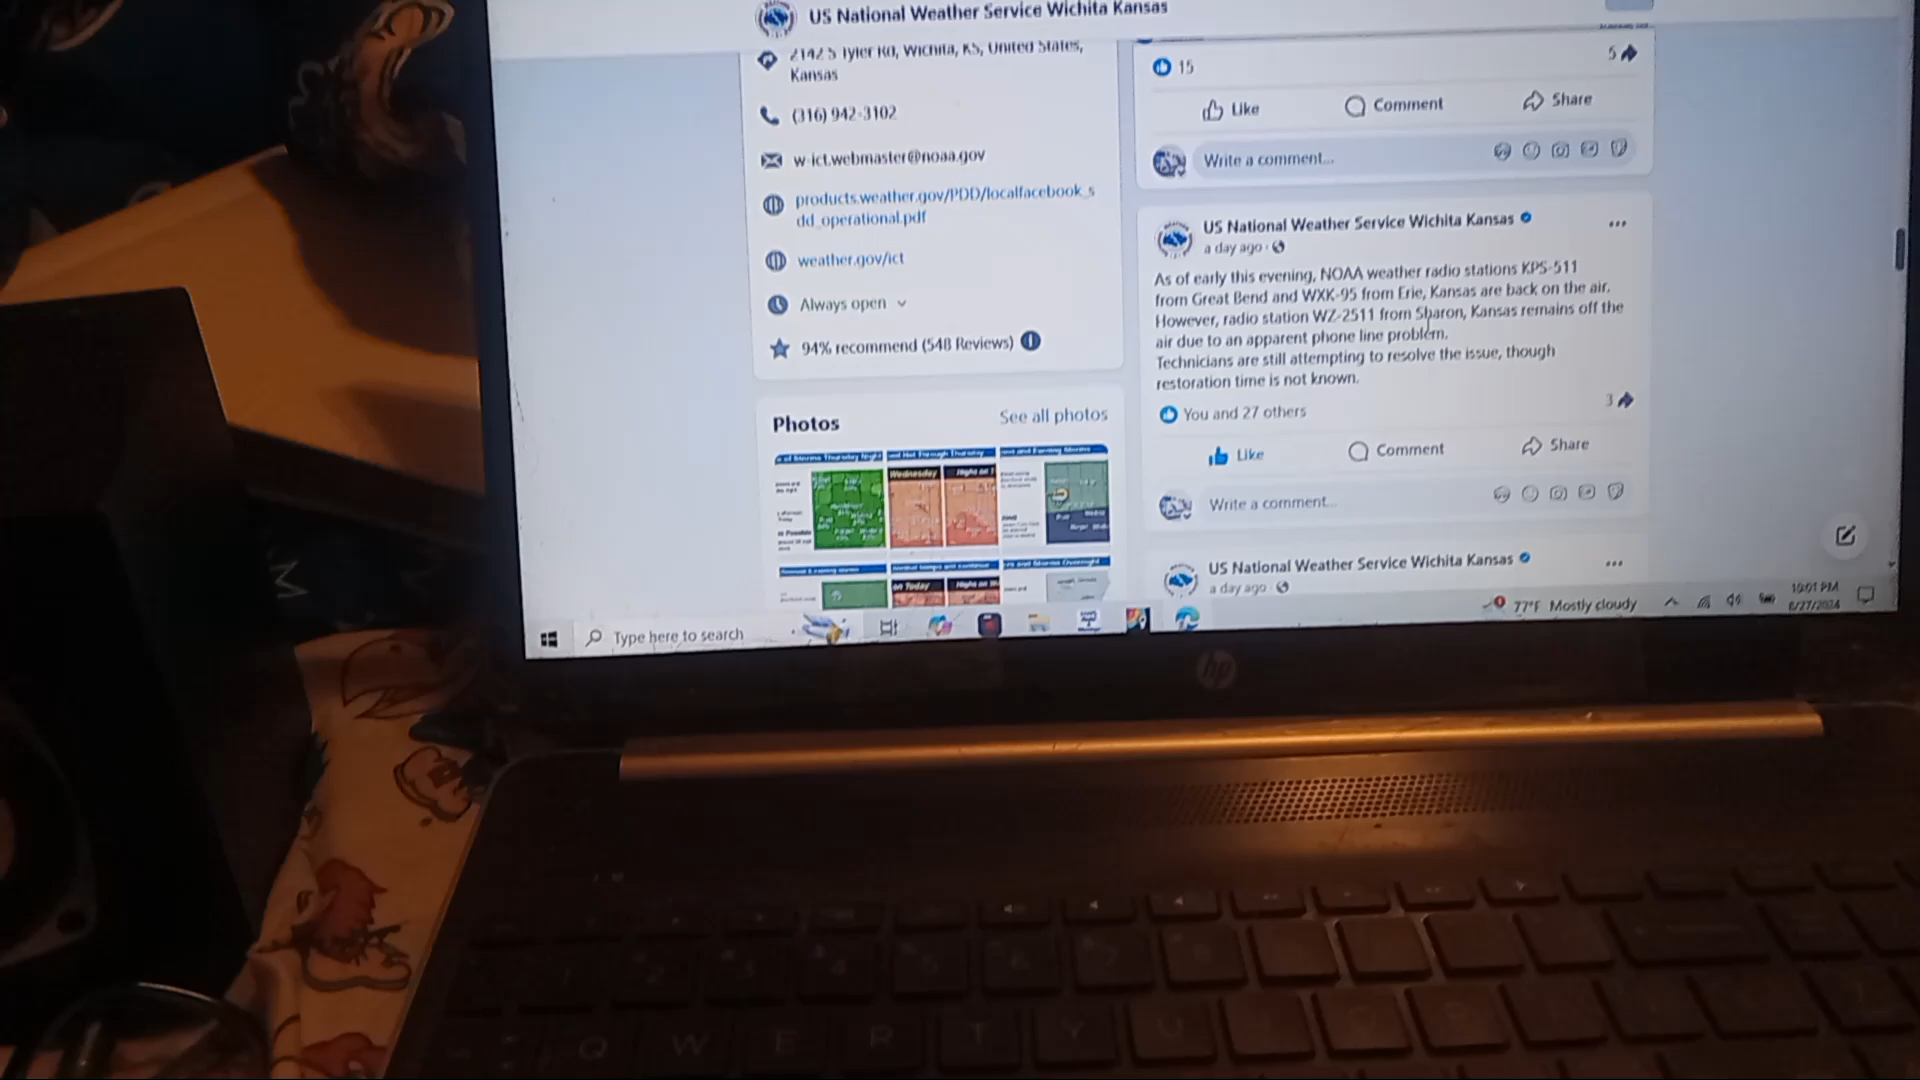 US National Weather Service Wichita Kansas
2142 S Tyler Rd, Wichita, KS, United States,
Kansas
(316) 942-3102
w-ict.webmaster@noaa.gov
products.weather.gov/PDD/localfacebook_s
dd_operational.pdf
weather.gov/ict
Always open
94% recommend (548 Reviews)
Photos
See all photos
Wednesday
15
5
Like
Comment
Share
Write a comment...
US National Weather Service Wichita Kansas
a day ago
As of early this evening, NOAA weather radio stations KPS-511
from Great Bend and WXK-95 from Erie, Kansas are back on the air.
However, radio station WZ-2511 from Sharon, Kansas remains off the
air due to an apparent phone line problem.
Technicians are still attempting to resolve the issue, though
restoration time is not known.
You and 27 others
3
Like
Comment
Share
Write a comment...
US National Weather Service Wichita Kansas
a day ago
Type here to search
77°F Mostly cloudy
10:01 PM
8/27/2024
hp
Q W E R T Y U